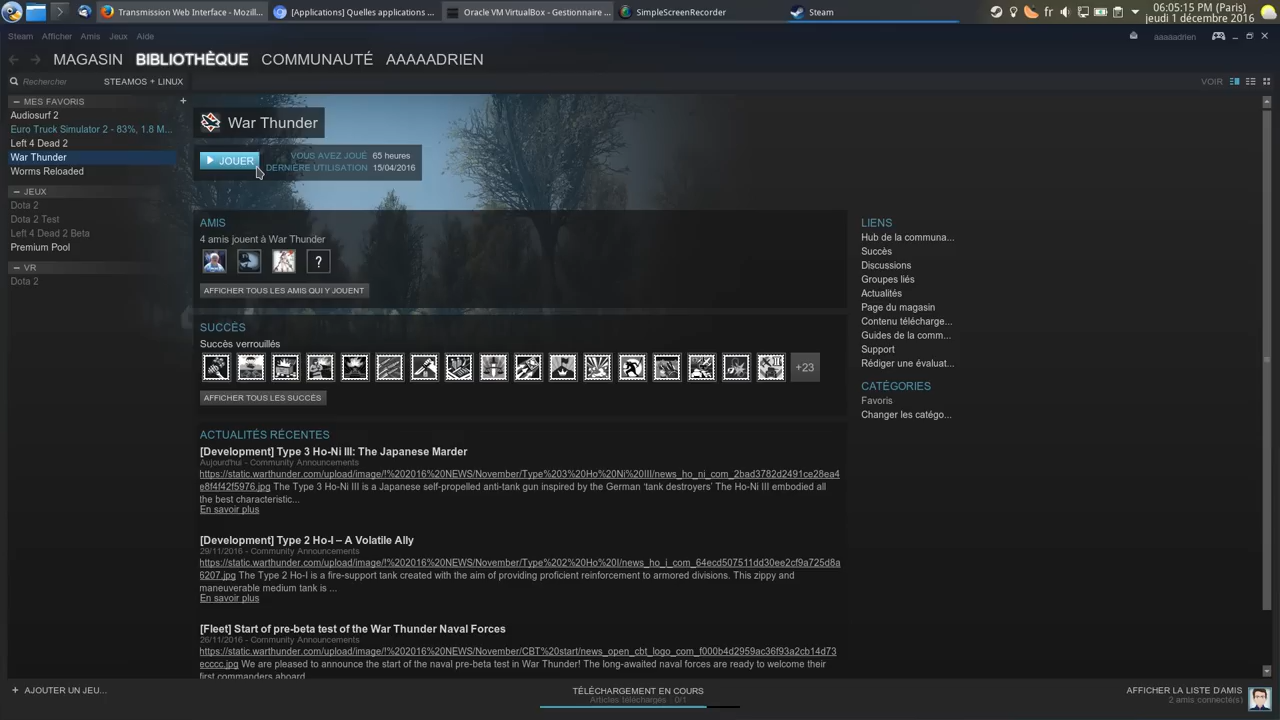 Transmission Web Interface - Mozill...
[Applications] Quelles applications ...
Oracle VM VirtualBox - Gestionnaire ...
SimpleScreenRecorder
Steam
fr
06:05:15 PM (Paris)
jeudi 1 décembre 2016
Steam Afficher Amis Jeux Aide
aaaaadrien
MAGASIN BIBLIOTHÈQUE COMMUNAUTÉ AAAAADRIEN
Rechercher
STEAMOS + LINUX
VOIR
– MES FAVORIS +
Audiosurf 2
Euro Truck Simulator 2 - 83%, 1.8 M...
Left 4 Dead 2
War Thunder
Worms Reloaded
– JEUX
Dota 2
Dota 2 Test
Left 4 Dead 2 Beta
Premium Pool
– VR
Dota 2
War Thunder
JOUER
VOUS AVEZ JOUÉ 65 heures
DERNIÈRE UTILISATION 15/04/2016
AMIS
4 amis jouent à War Thunder
?
AFFICHER TOUS LES AMIS QUI Y JOUENT
SUCCÈS
Succès verrouillés
+23
AFFICHER TOUS LES SUCCÈS
ACTUALITÉS RÉCENTES
[Development] Type 3 Ho-Ni III: The Japanese Marder
Aujourd'hui - Community Announcements
https://static.warthunder.com/upload/image/!%202016%20NEWS/November/Type%203%20Ho%20Ni%20III/news_ho_ni_com_2bad3782d2491ce28ea4
e8f4f42f5976.jpg The Type 3 Ho-Ni III is a Japanese self-propelled anti-tank gun inspired by the German 'tank destroyers' The Ho-Ni III embodied all
the best characteristic...
En savoir plus
[Development] Type 2 Ho-I – A Volatile Ally
29/11/2016 - Community Announcements
https://static.warthunder.com/upload/image/!%202016%20NEWS/November/Type%202%20Ho%20I/news_ho_i_com_64ecd507511dd30ee2cf9a725d8a
6207.jpg The Type 2 Ho-I is a fire-support tank created with the aim of providing proficient reinforcement to armored divisions. This zippy and
maneuverable medium tank is ...
En savoir plus
[Fleet] Start of pre-beta test of the War Thunder Naval Forces
26/11/2016 - Community Announcements
https://static.warthunder.com/upload/image/!%202016%20NEWS/November/CBT%20start/news_open_cbt_logo_com_f000b4d2959ac36f93a2cb14d73
ecccc.jpg We are pleased to announce the start of the naval pre-beta test in War Thunder! The long-awaited naval forces are ready to welcome their
first commanders aboard
LIENS
Hub de la communa...
Succès
Discussions
Groupes liés
Actualités
Page du magasin
Contenu télécharge...
Guides de la comm...
Support
Rédiger une évaluat...
CATÉGORIES
Favoris
Changer les catégo...
+ AJOUTER UN JEU...
TÉLÉCHARGEMENT EN COURS
Articles téléchargés : 0/1
AFFICHER LA LISTE D'AMIS
2 amis connecté(s)